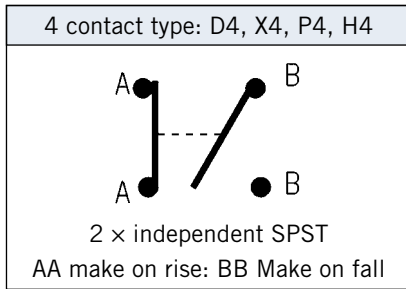 4 contact type: D4, X4, P4, H4
A B
A B
2 × independent SPST
AA make on rise: BB Make on fall